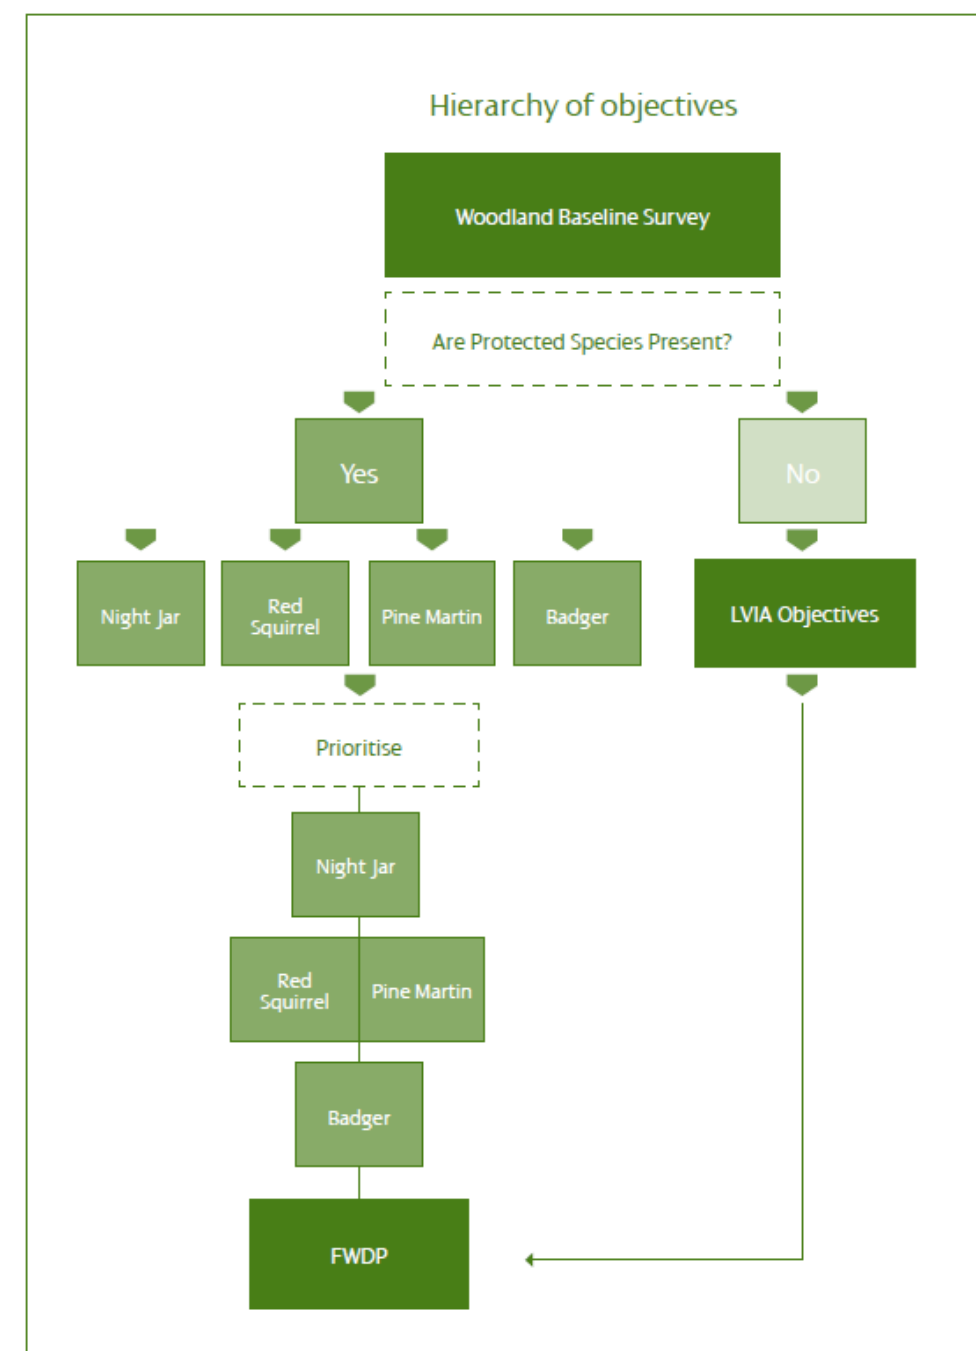 Hierarchy of objectives
Woodland Baseline Survey
Are Protected Species Present?
Yes
No
Night Jar
Red
Squirrel
Pine Martin
Badger
LVIA Objectives
Prioritise
Night Jar
Red
Squirrel
Pine Martin
Badger
FWDP